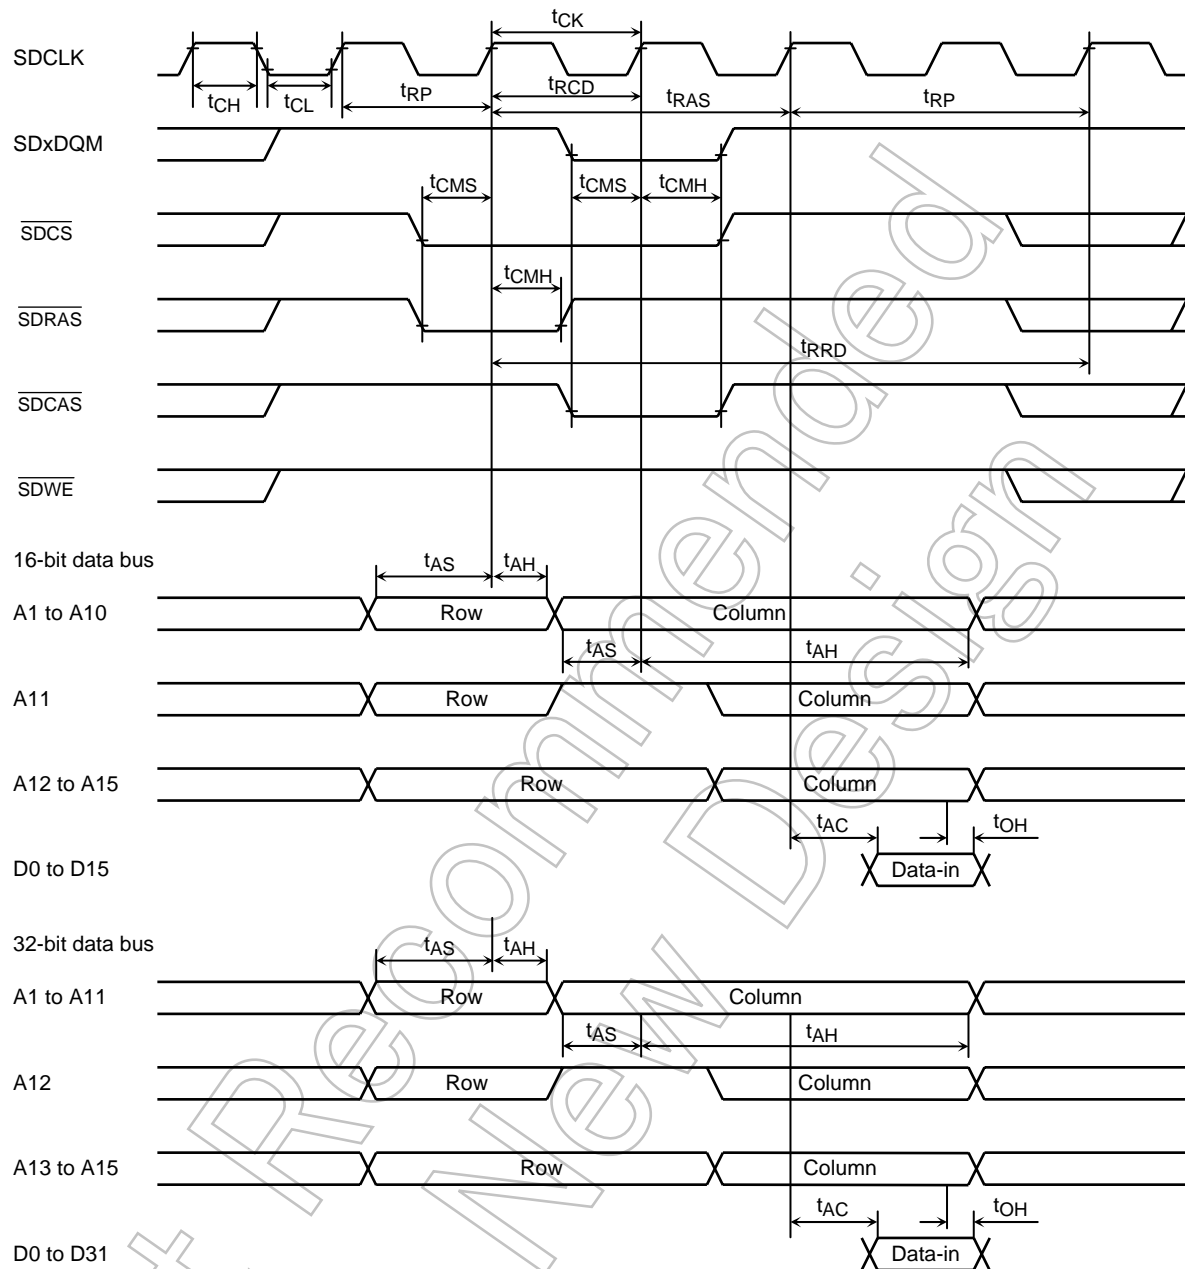 tCK
SDCLK
tCH tCL tRP tRCD tRAS tRP
SDxDQM
tCMS tCMS tCMH
SDCS
tCMH
SDRAS
tRRD
SDCAS
SDWE
16-bit data bus
tAS tAH
A1 to A10 Row Column
tAS tAH
A11 Row Column
A12 to A15 Row Column
tAC tOH
D0 to D15 Data-in
32-bit data bus
tAS tAH
A1 to A11 Row Column
tAS tAH
A12 Row Column
A13 to A15 Row Column
tAC tOH
D0 to D31 Data-in
t Recommended
New Design